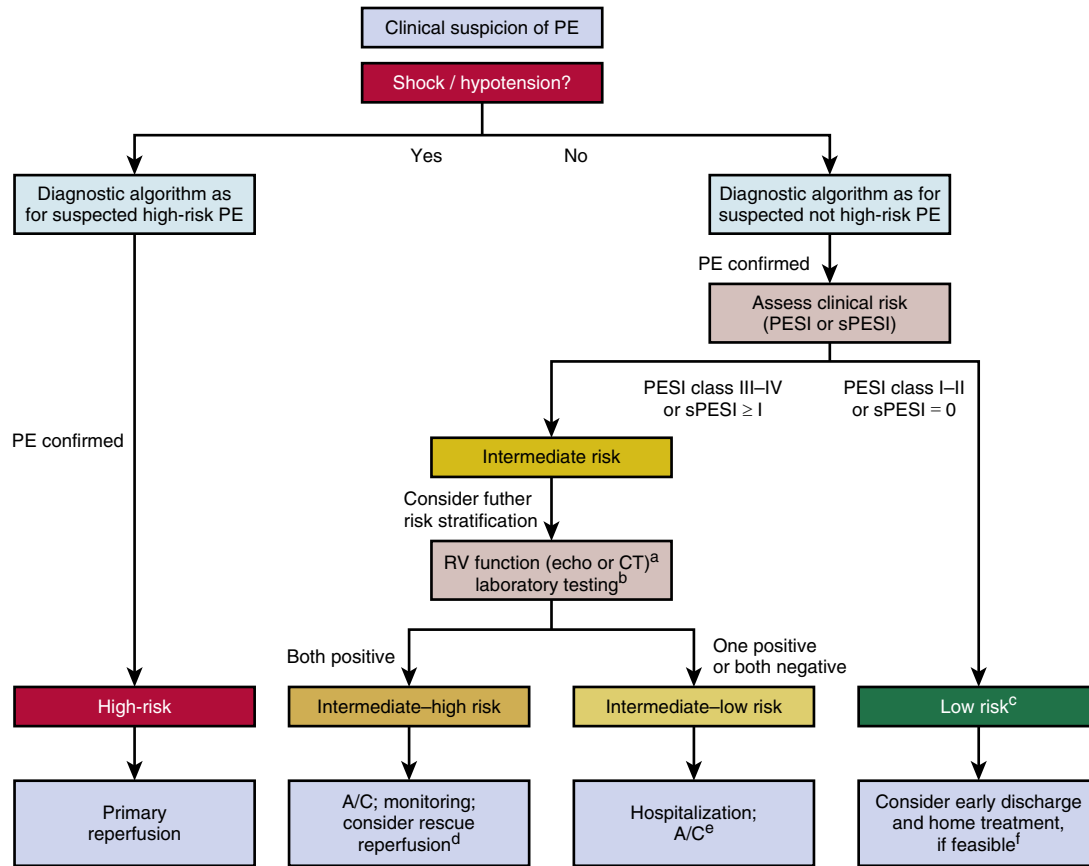 Clinical suspicion of PE
Shock / hypotension?
Yes
No
Diagnostic algorithm as
for suspected high-risk PE
Diagnostic algorithm as for
suspected not high-risk PE
PE confirmed
Assess clinical risk
(PESI or sPESI)
PESI class III–IV
or sPESI ≥ I
PESI class I–II
or sPESI = 0
PE confirmed
Intermediate risk
Consider futher
risk stratification
RV function (echo or CT)a
laboratory testingb
Both positive
One positive
or both negative
High-risk
Intermediate–high risk
Intermediate–low risk
Low riskc
Primary
reperfusion
A/C; monitoring;
consider rescue
reperfusiond
Hospitalization;
A/Ce
Consider early discharge
and home treatment,
if feasiblef